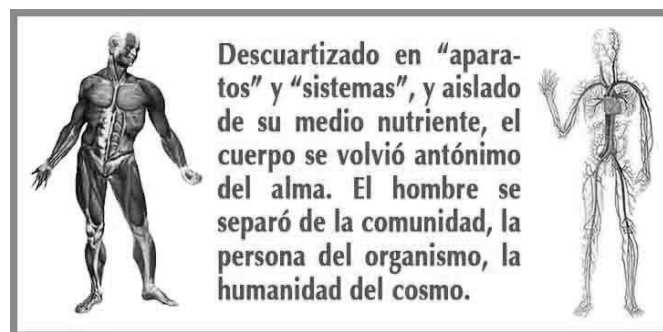 Descuartizado en “apara-
tos” y “sistemas”, y aislado
de su medio nutriente, el
cuerpo se volvió antónimo
del alma. El hombre se
separó de la comunidad, la
persona del organismo, la
humanidad del cosmo.